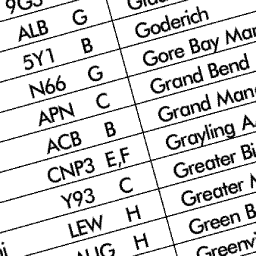 ALB G
5Y1 B Goderich
N66 G Gore Bay Mar
APN C Grand Bend
ACB B Grand Man
CNP3 E,F Grayling A
Y93 C Greater Bi
LEW H Greater
H Green B
Greenvi